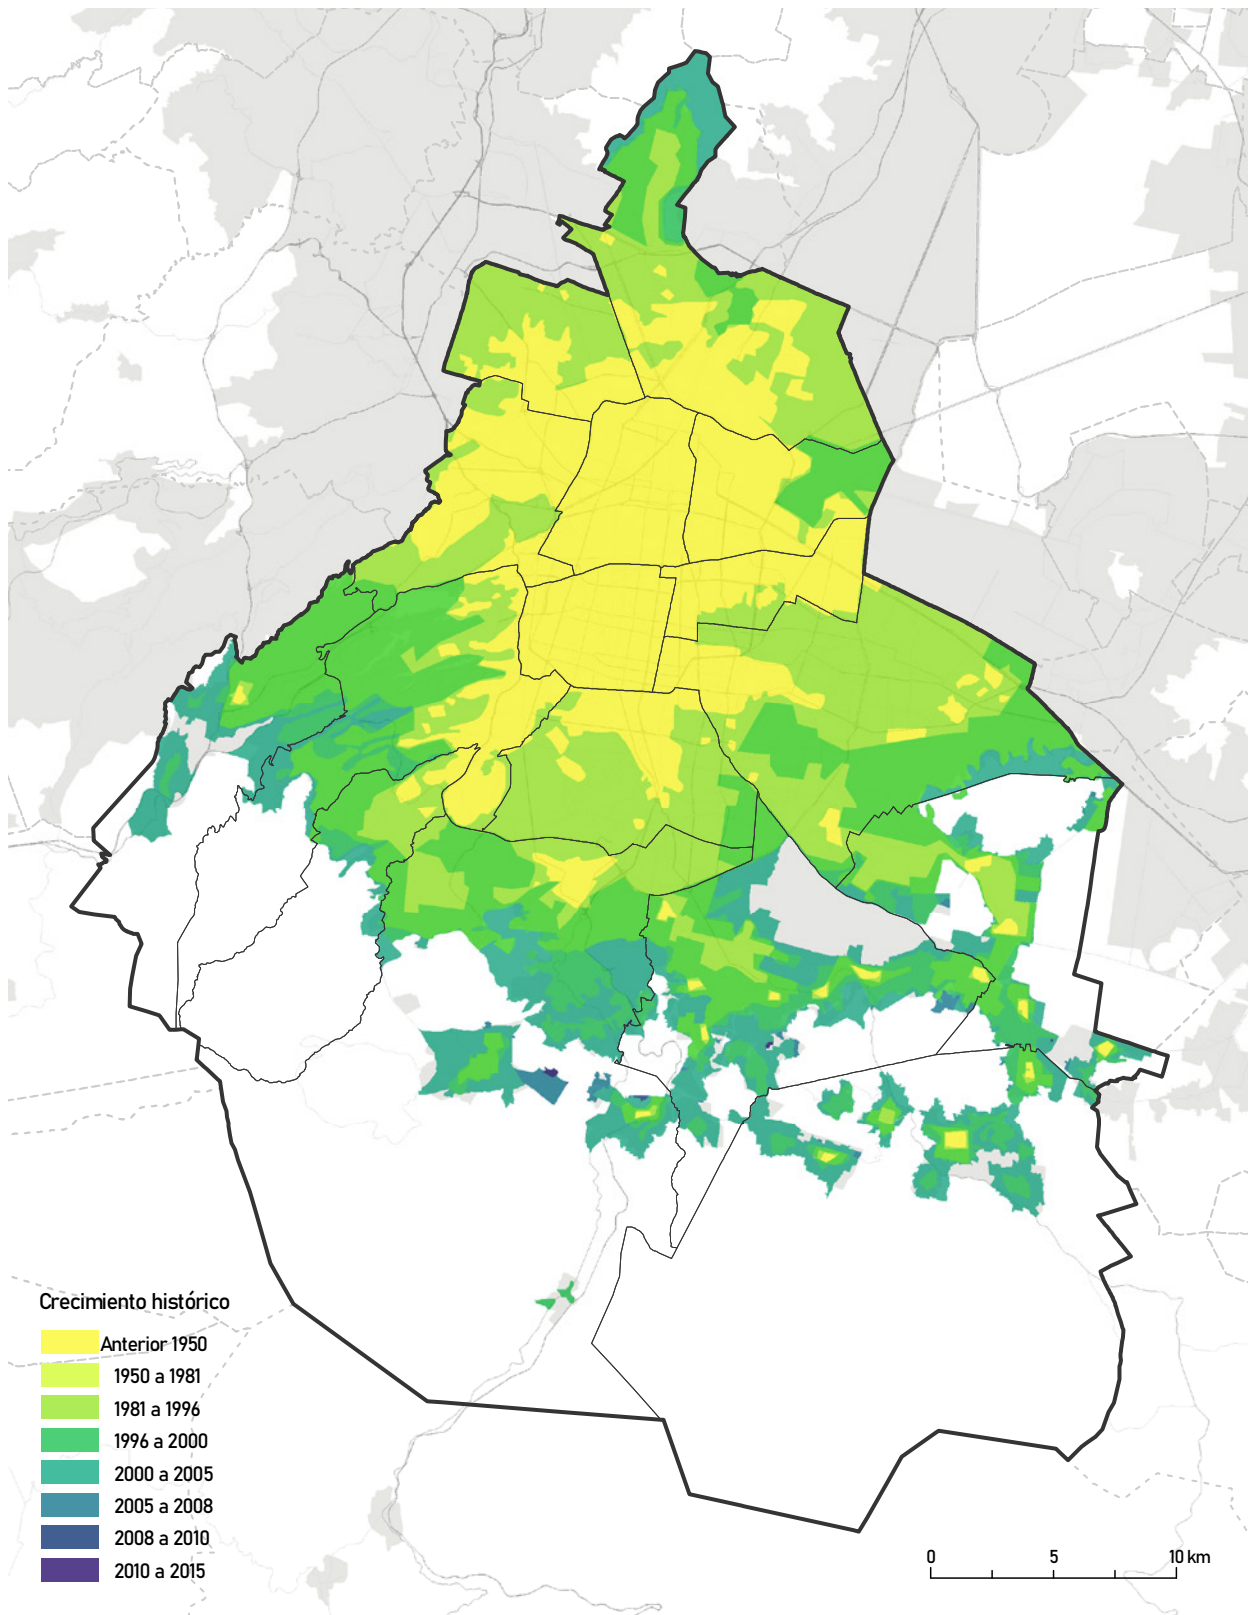 Crecimiento histórico
Anterior 1950
1950 a 1981
1981 a 1996
1996 a 2000
2000 a 2005
2005 a 2008
2008 a 2010
2010 a 2015
0 5 10 km